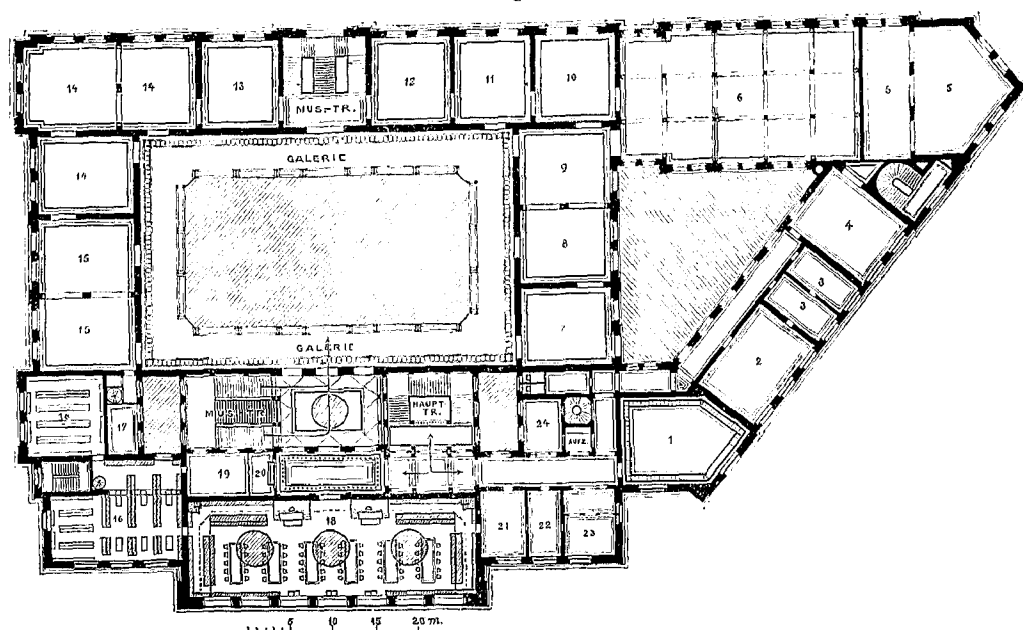 14 14 13 MUS-TR. 12 11 10 6 5 5
GALERIE
14 9 4
15 8 3
3
15 7 2
GALERIE
MUS.TR. HAUPT
TR.
17 24 1
AUFZ.
19 20
16 18 21 22 23
5 10 15 20 m.